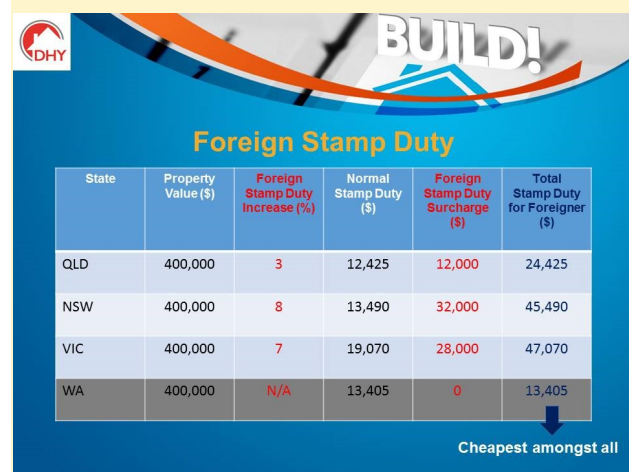 BUILD!
DHY
Foreign Stamp Duty
State Property Value ($) Foreign Stamp Duty Increase (%) Normal Stamp Duty ($) Foreign Stamp Duty Surcharge ($) Total Stamp Duty for Foreigner ($)
QLD 400,000 3 12,425 12,000 24,425
NSW 400,000 8 13,490 32,000 45,490
VIC 400,000 7 19,070 28,000 47,070
WA 400,000 N/A 13,405 0 13,405
Cheapest amongst all